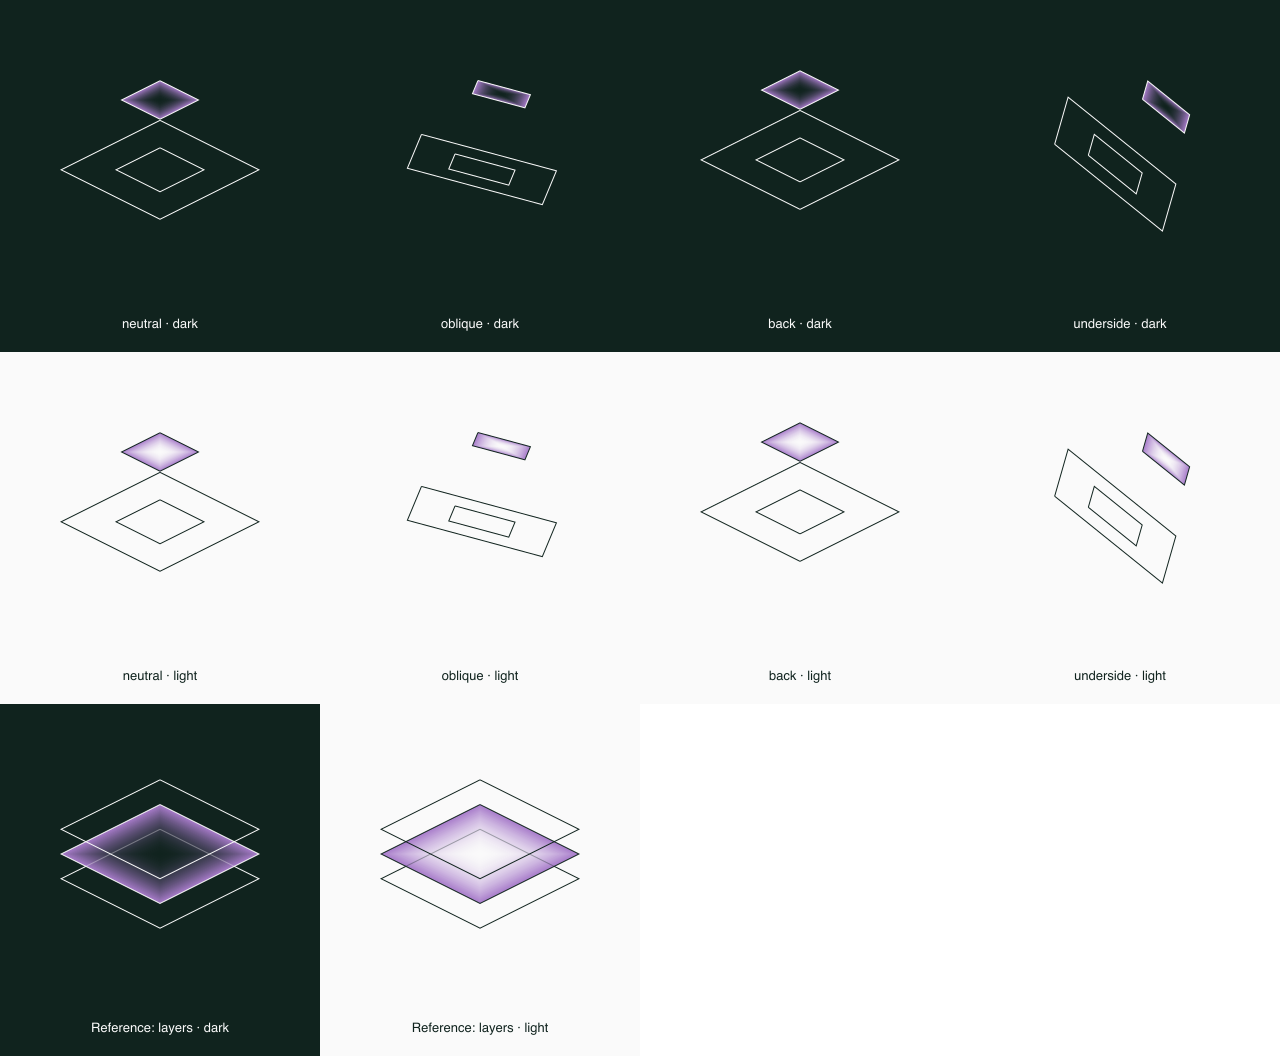 neutral · dark
oblique · dark
back · dark
underside · dark
neutral · light
oblique · light
back · light
underside · light
Reference: layers · dark
Reference: layers · light